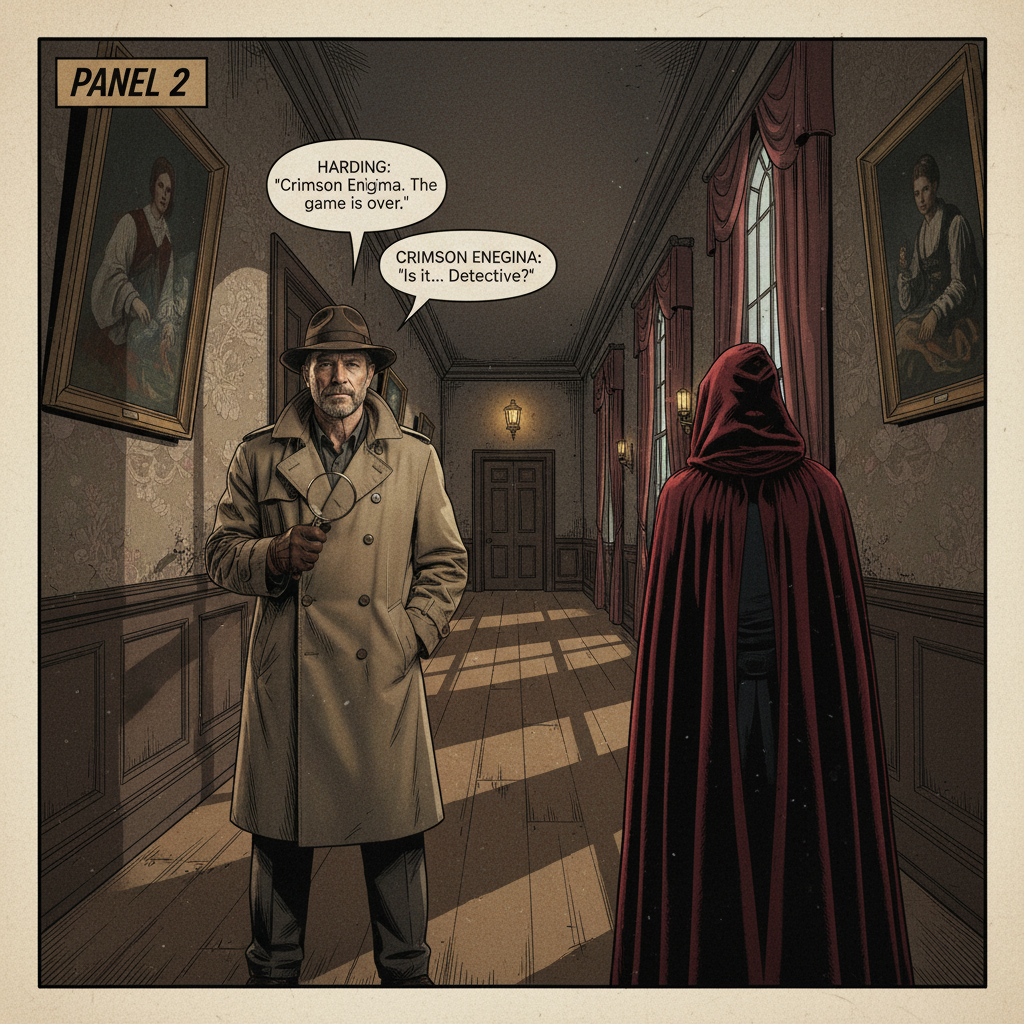 PANEL 2
HARDING:
"Crimson Enigma. The
game is over."
CRIMSON ENEGINA:
"Is it... Detective?"